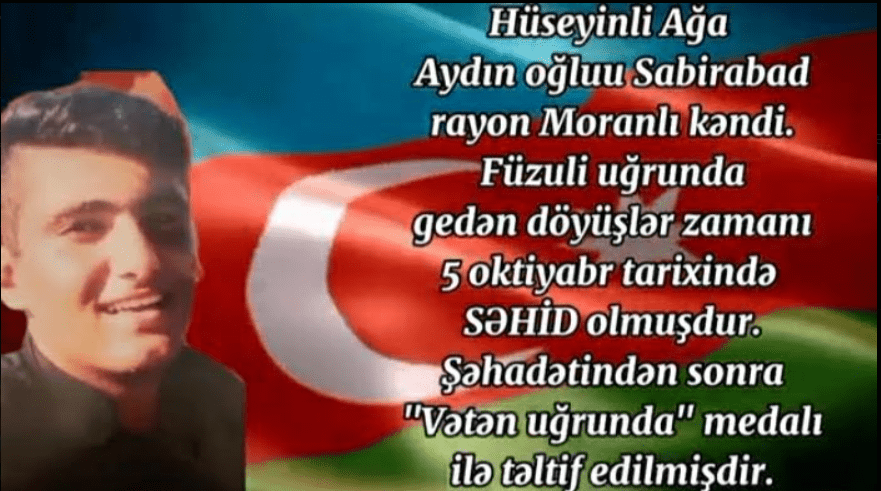 Hüseyinli Ağa
Aydın oğluu Sabirabad
rayon Moranlı kəndi.
Füzuli uğrunda
gedən döyüşlər zamanı
5 oktiyabr tarixində
SƏHİD olmuşdur.
Şəhadətindən sonra
"Vətən uğrunda" medalı
ilə təltif edilmişdir.